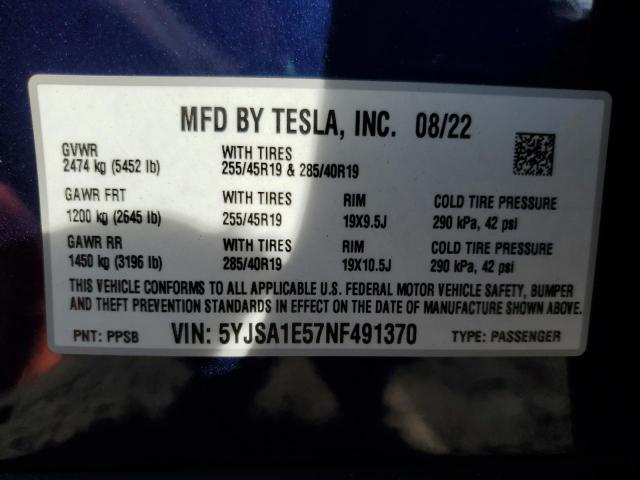 MFD BY TESLA, INC. 08/22
GVWR
2474 kg (5452 lb)
WITH TIRES
255/45R19 & 285/40R19
GAWR FRT
1200 kg (2645 lb)
WITH TIRES
255/45R19
RIM
19X9.5J
COLD TIRE PRESSURE
290 kPa, 42 psi
GAWR RR
1450 kg (3196 lb)
WITH TIRES
285/40R19
RIM
19X10.5J
COLD TIRE PRESSURE
290 kPa, 42 psi
THIS VEHICLE CONFORMS TO ALL APPLICABLE U.S. FEDERAL MOTOR VEHICLE SAFETY, BUMPER
AND THEFT PREVENTION STANDARDS IN EFFECT ON THE DATE OF MANUFACTURE SHOWN ABOVE.
PNT: PPSB VIN: 5YJSA1E57NF491370 TYPE: PASSENGER